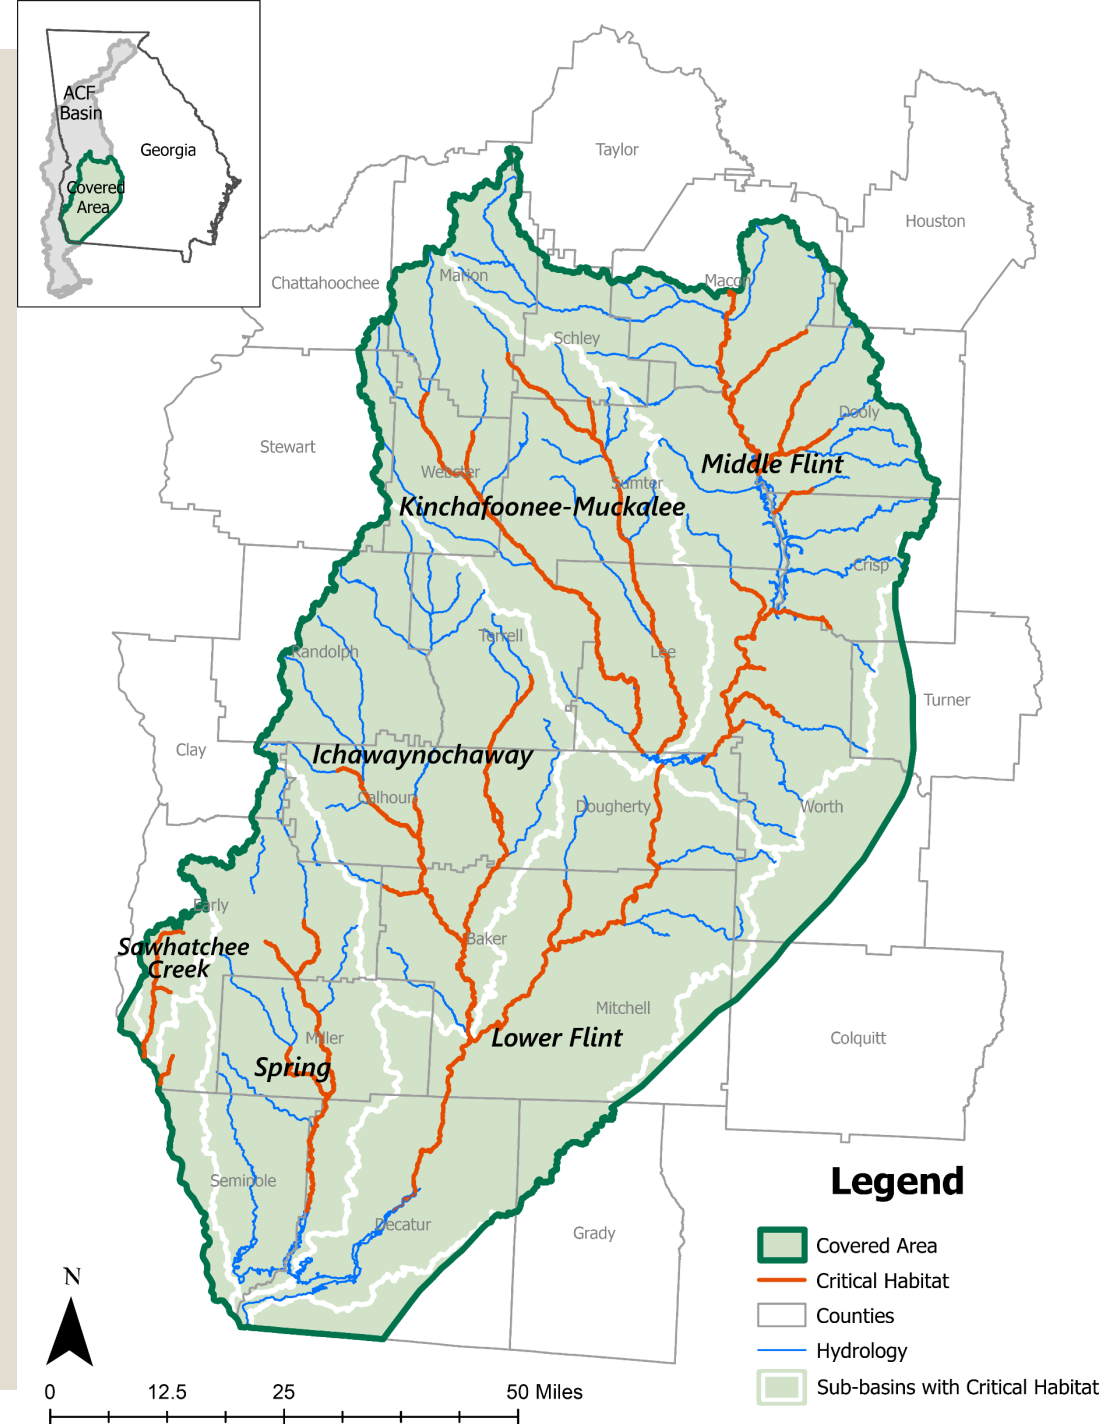 ACF
Basin
Georgia
Covered
Area
Taylor
Houston
Chattahoochee
Marion
Macon
Schley
Dooly
Stewart
Webster
Sumter
Middle Flint
Kinchafoonee-Muckalee
Crisp
Terrell
Randolph
Lee
Turner
Clay
Ichawaynochaway
Calhoun
Dougherty
Worth
Early
Sawhatchee
Creek
Baker
Mitchell
Lower Flint
Miller
Spring
Colquitt
Seminole
Decatur
Grady
Legend
Covered Area
Critical Habitat
Counties
Hydrology
Sub-basins with Critical Habitat
N
0 12.5 25 50 Miles